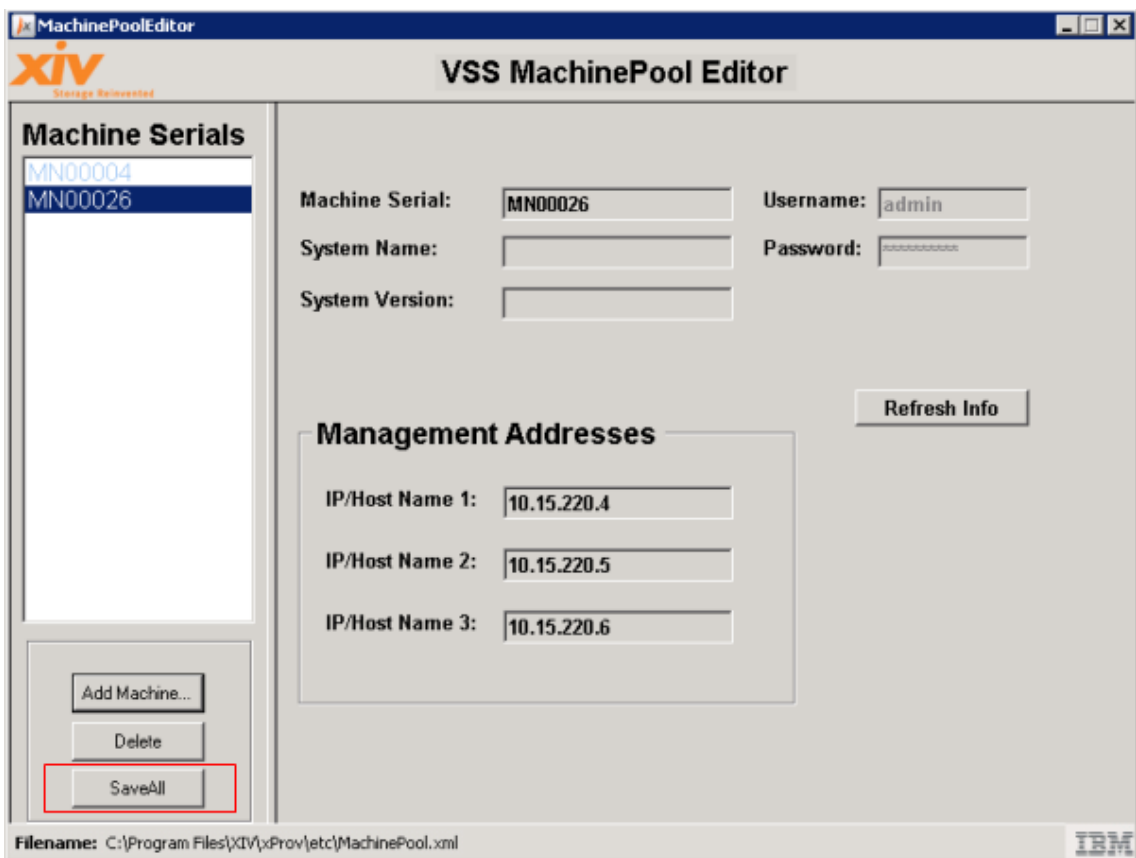 MachinePoolEditor
XIV
Storage Reinvented
VSS MachinePool Editor
Machine Serials
MN00004
MN00026
Machine Serial: MN00026 Username: admin
System Name: Password: **********
System Version:
Refresh Info
Management Addresses
IP/Host Name 1: 10.15.220.4
IP/Host Name 2: 10.15.220.5
IP/Host Name 3: 10.15.220.6
Add Machine...
Delete
SaveAll
Filename: C:\Program Files\XIV\xProv\etc\MachinePool.xml
IBM